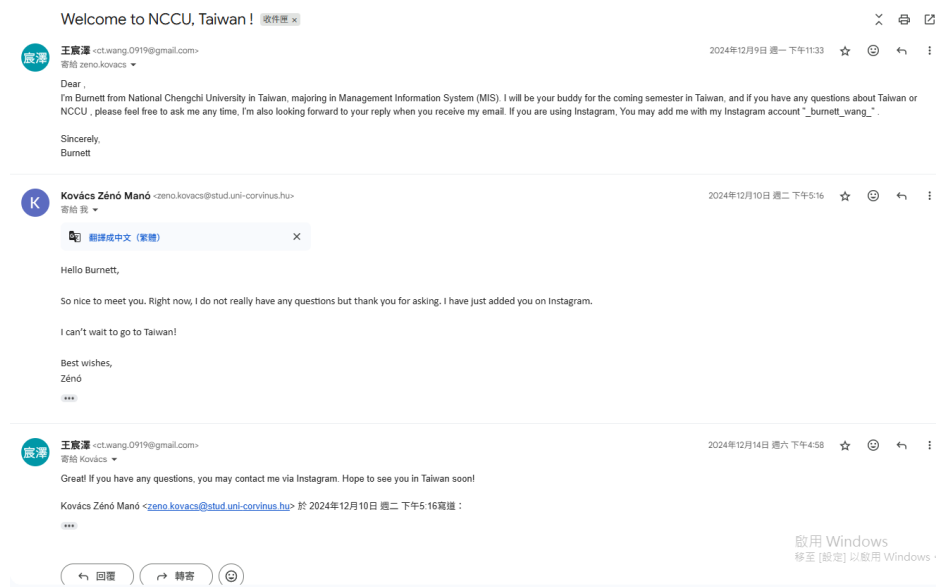 Welcome to NCCU, Taiwan ! 收件匣 ×
宸澤
王宸澤 <ct.wang.0919@gmail.com>
2024年12月9日 週一 下午11:33
寄給 zeno.kovacs
Dear ,
I'm Burnett from National Chengchi University in Taiwan, majoring in Management Information System (MIS). I will be your buddy for the coming semester in Taiwan, and if you have any questions about Taiwan or
NCCU , please feel free to ask me any time, I'm also looking forward to your reply when you receive my email. If you are using Instagram, You may add me with my Instagram account "_burnett_wang_" .
Sincerely,
Burnett
K
Kovács Zénó Manó <zeno.kovacs@stud.uni-corvinus.hu>
2024年12月10日 週二 下午5:16
寄給 我
翻譯成中文（繁體）
Hello Burnett,
So nice to meet you. Right now, I do not really have any questions but thank you for asking. I have just added you on Instagram.
I can't wait to go to Taiwan!
Best wishes,
Zénó
宸澤
王宸澤 <ct.wang.0919@gmail.com>
2024年12月14日 週六 下午4:58
寄給 Kovács
Great! If you have any questions, you may contact me via Instagram. Hope to see you in Taiwan soon!
Kovács Zénó Manó <zeno.kovacs@stud.uni-corvinus.hu> 於 2024年12月10日 週二 下午5:16寫道：
啟用 Windows
移至 [設定] 以啟用 Windows。
回覆
轉寄